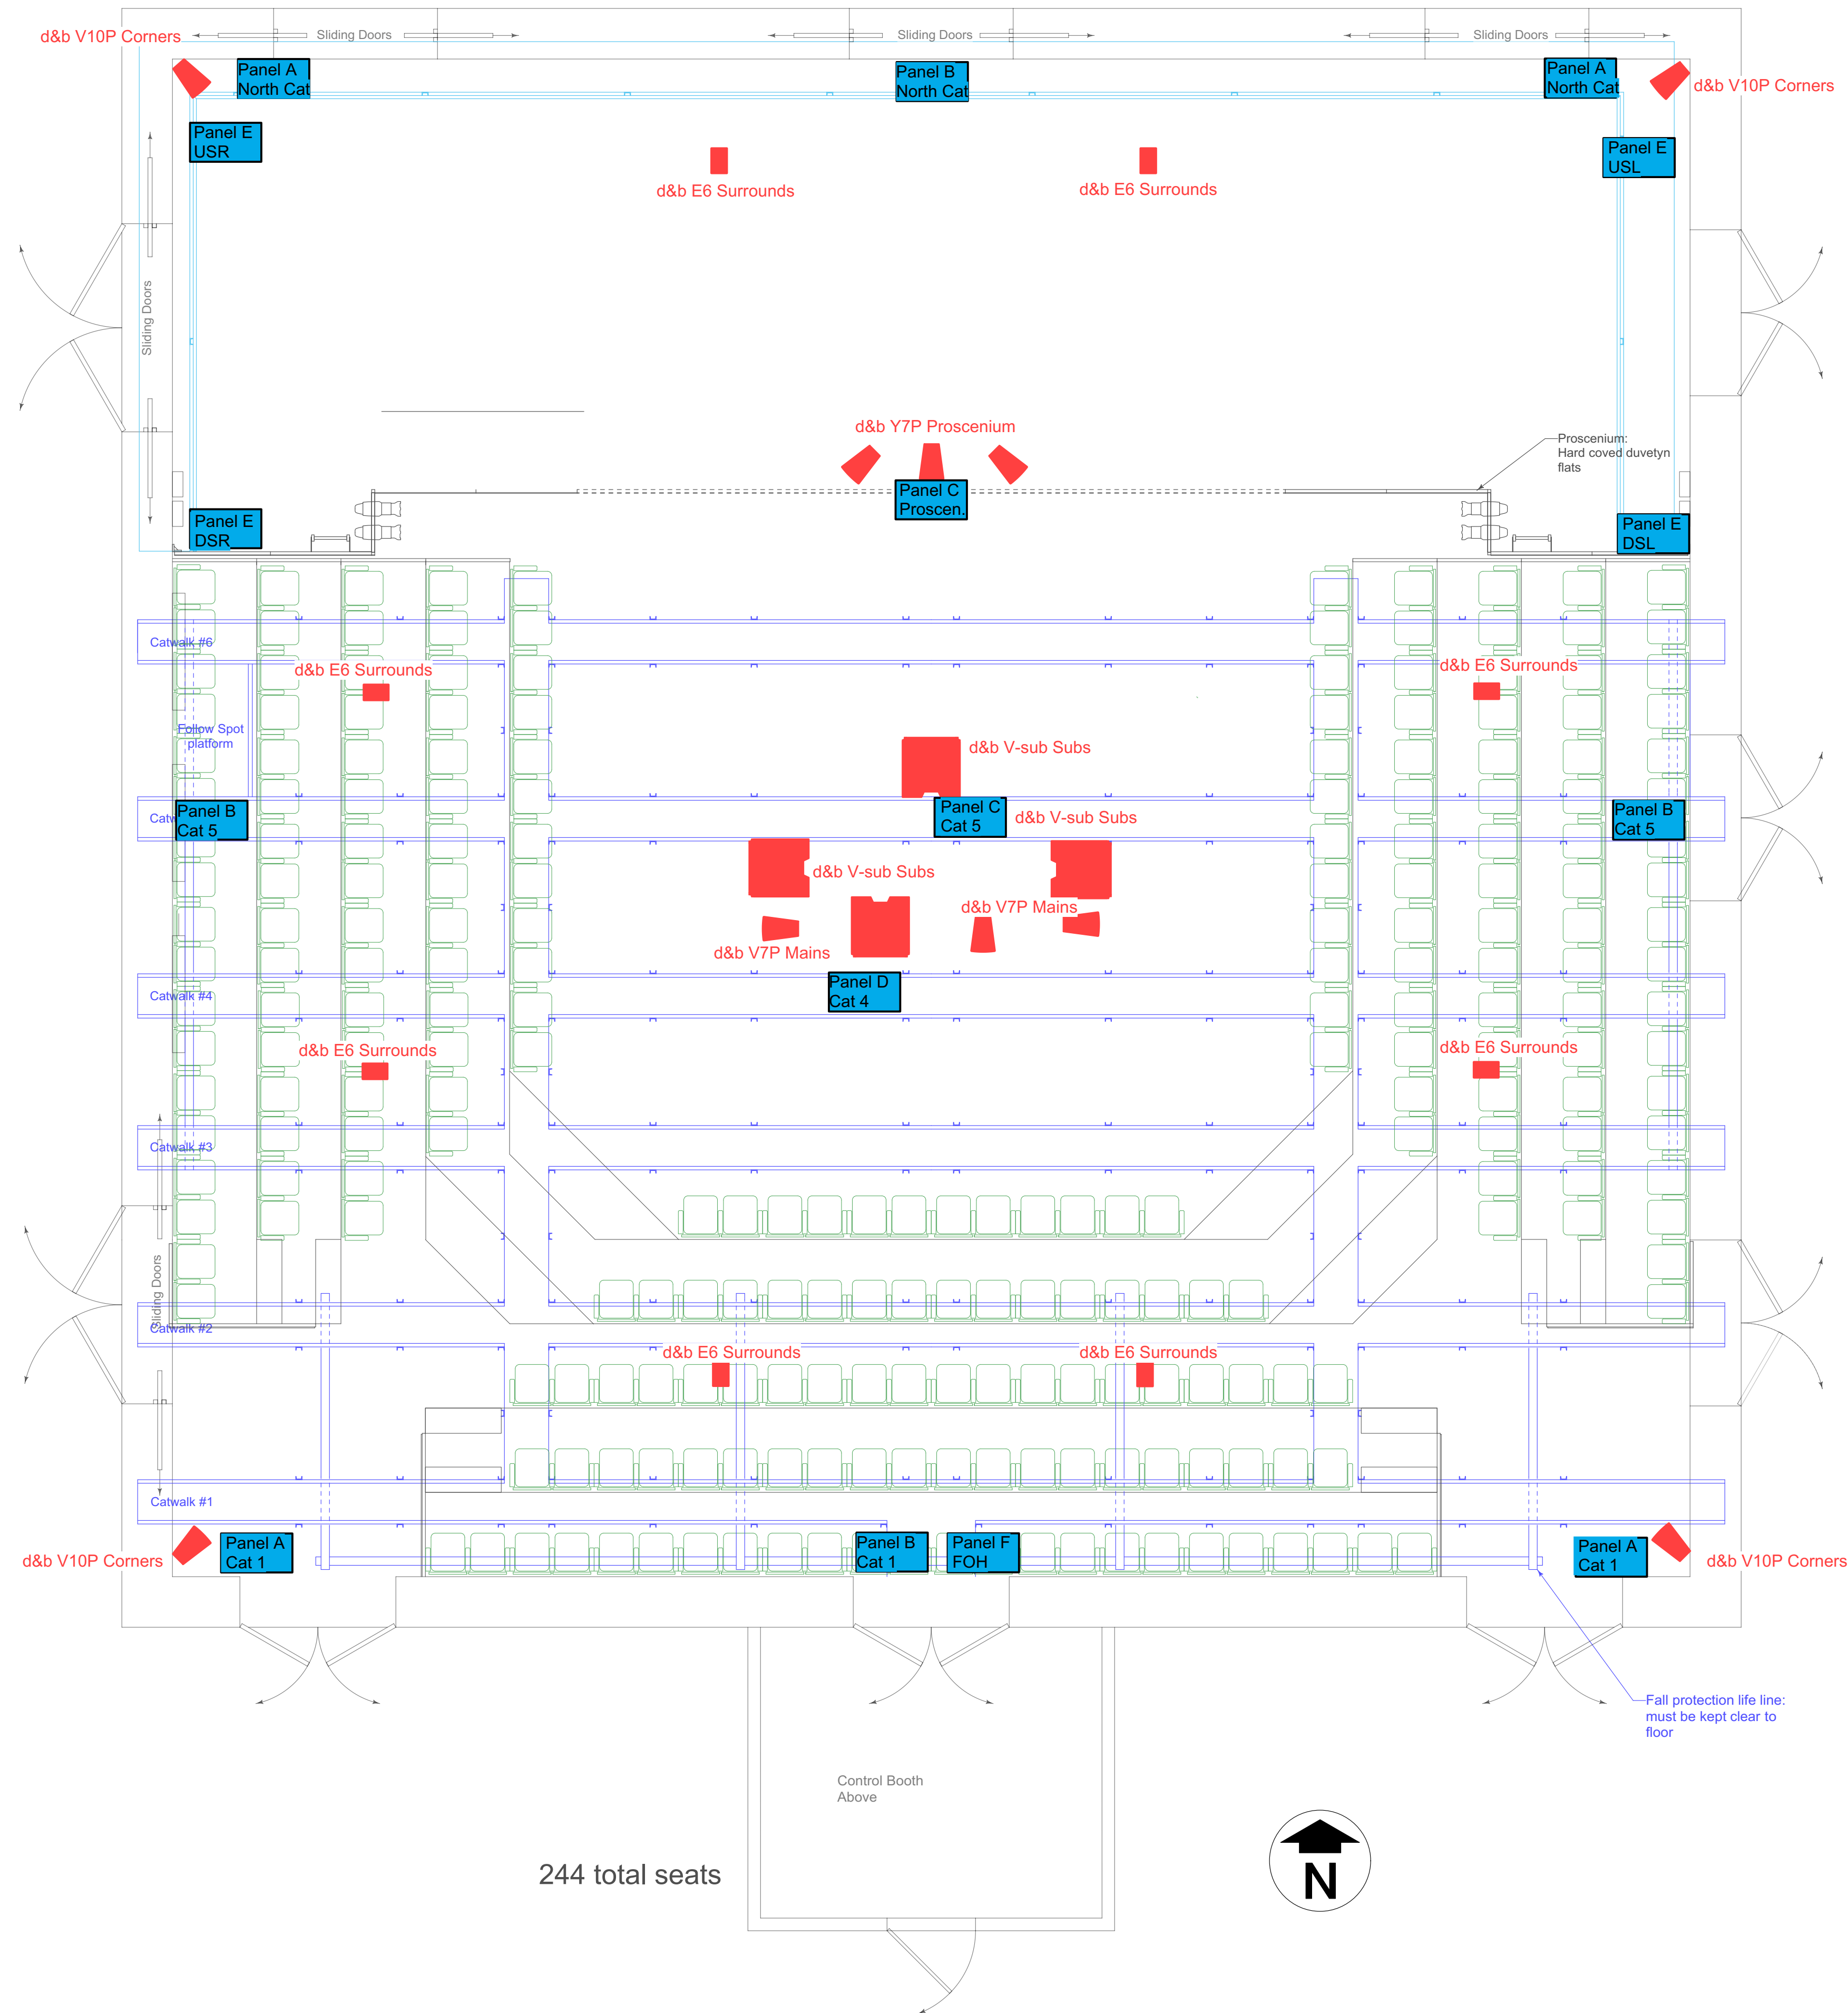 d&b V10P Corners
Sliding Doors
Sliding Doors
Sliding Doors
Panel A
North Cat
Panel B
North Cat
Panel A
North Cat
d&b V10P Corners
Panel E
USR
Panel E
USL
d&b E6 Surrounds
d&b E6 Surrounds
Sliding Doors
d&b Y7P Proscenium
Proscenium:
Hard coved duvetyn
flats
Panel C
Proscen.
Panel E
DSR
Panel E
DSL
Catwalk #6
d&b E6 Surrounds
d&b E6 Surrounds
Follow Spot
platform
d&b V-sub Subs
Panel B
Cat 5
Catw
Panel C
Cat 5
d&b V-sub Subs
Panel B
Cat 5
d&b V-sub Subs
d&b V7P Mains
d&b V7P Mains
Panel D
Cat 4
Catwalk #4
d&b E6 Surrounds
d&b E6 Surrounds
Catwalk #3
Sliding Doors
Catwalk #2
d&b E6 Surrounds
d&b E6 Surrounds
Catwalk #1
d&b V10P Corners
Panel A
Cat 1
Panel B
Cat 1
Panel F
FOH
Panel A
Cat 1
d&b V10P Corners
Fall protection life line:
must be kept clear to
floor
Control Booth
Above
244 total seats
N